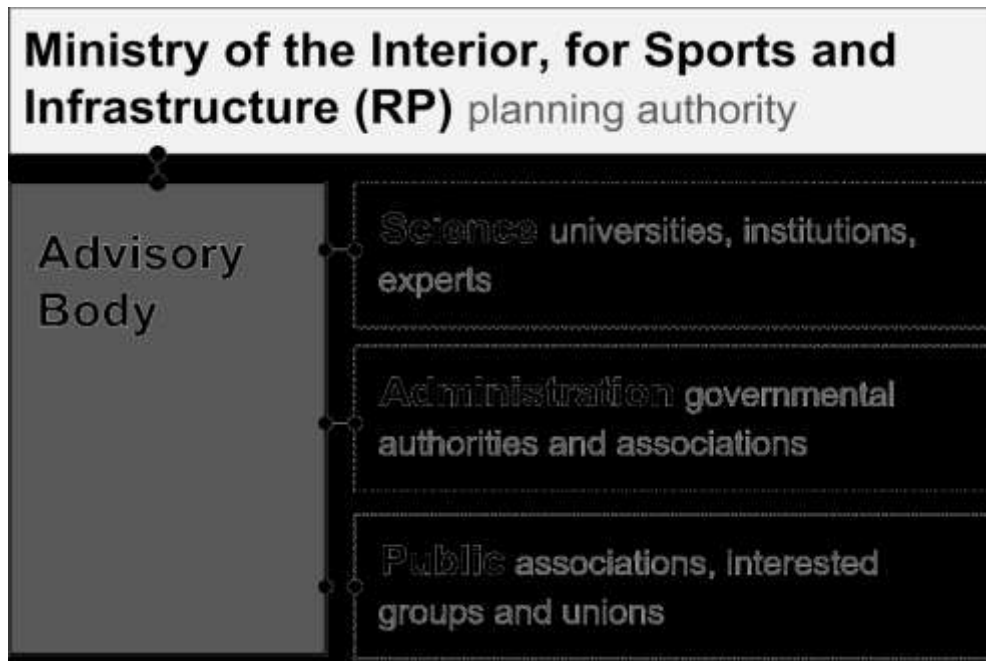 Ministry of the Interior, for Sports and
Infrastructure (RP) planning authority
Advisory
Body
Science universities, institutions,
experts
Administration governmental
authorities and associations
Public associations, interested
groups and unions